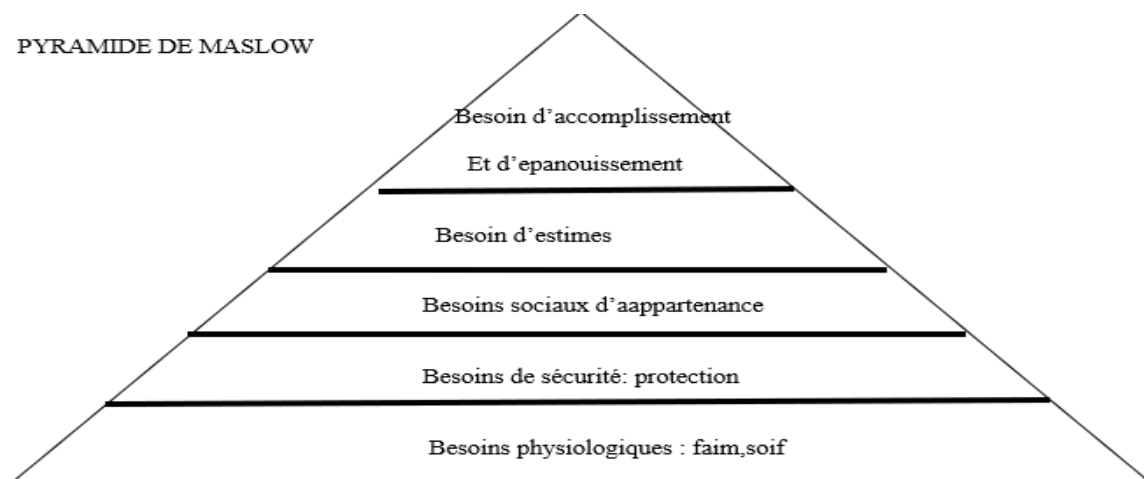 PYRAMIDE DE MASLOW
Besoin d’accomplissement
Et d’epanouissement
Besoin d’estimes
Besoins sociaux d’aappartenance
Besoins de sécurité: protection
Besoins physiologiques : faim,soif